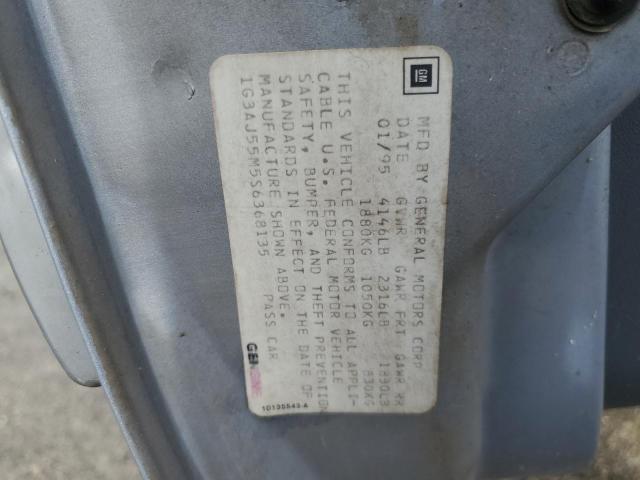 GM
MFD BY GENERAL MOTORS CORP
DATE GVWR GAWR FRT GAWR RR
01/95 4146LB 2316LB 1830LB
1880KG 1050KG 830KG
THIS VEHICLE CONFORMS TO ALL APPLI-
CABLE U.S. FEDERAL MOTOR VEHICLE
SAFETY, BUMPER, AND THEFT PREVENTION
STANDARDS IN EFFECT ON THE DATE OF
MANUFACTURE SHOWN ABOVE.
1G3AJ55M5S6368135 PASS CAR
GENUINE
10135543-A